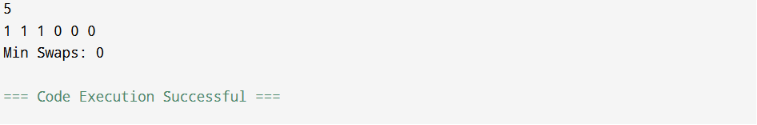 5
1 1 1 0 0 0
Min Swaps: 0
=== Code Execution Successful ===